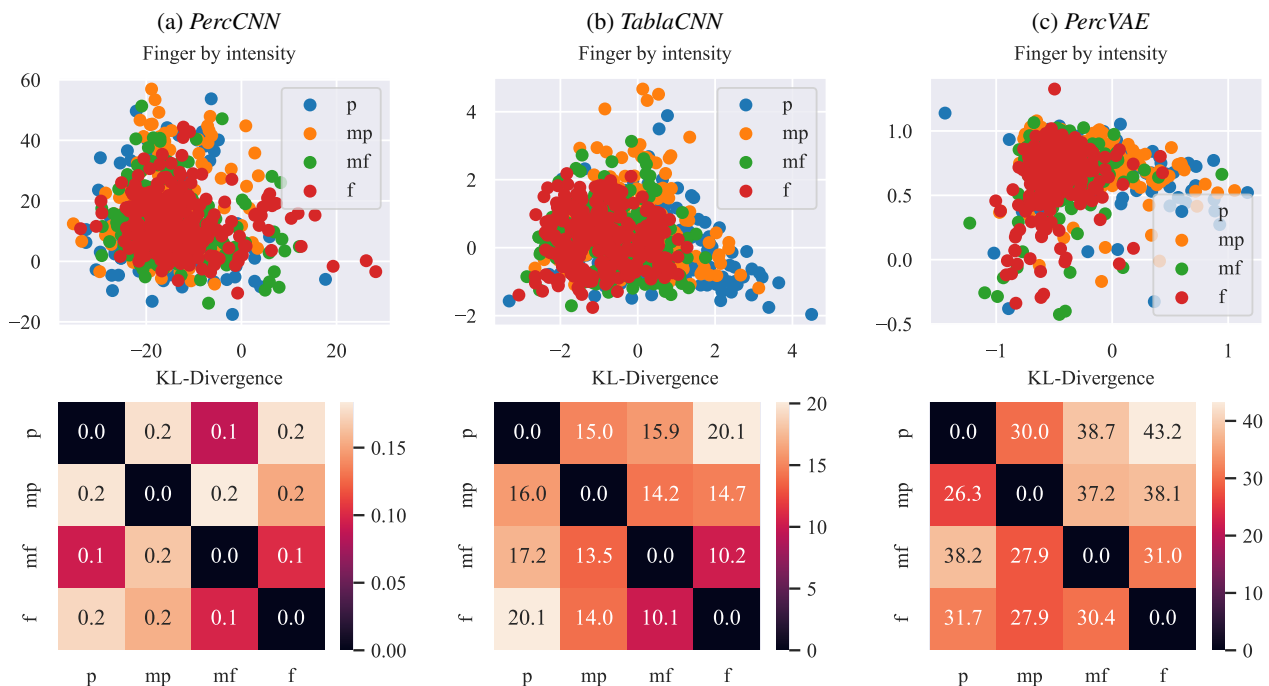 (a) PercCNN
Finger by intensity
60
40
20
0
−20
−20 0 20
p
mp
mf
f
KL-Divergence
p 0.0 0.2 0.1 0.2
mp 0.2 0.0 0.2 0.2
mf 0.1 0.2 0.0 0.1
f 0.2 0.2 0.1 0.0
p mp mf f
0.15
0.10
0.05
0.00
(b) TablaCNN
Finger by intensity
4
2
0
−2
−2 0 2 4
p
mp
mf
f
KL-Divergence
0.0 15.0 15.9 20.1
16.0 0.0 14.2 14.7
17.2 13.5 0.0 10.2
20.1 14.0 10.1 0.0
p mp mf f
20
15
10
5
0
(c) PercVAE
Finger by intensity
1.0
0.5
0.0
−0.5
−1 0 1
p
mp
mf
f
KL-Divergence
0.0 30.0 38.7 43.2
26.3 0.0 37.2 38.1
38.2 27.9 0.0 31.0
31.7 27.9 30.4 0.0
p mp mf f
40
30
20
10
0